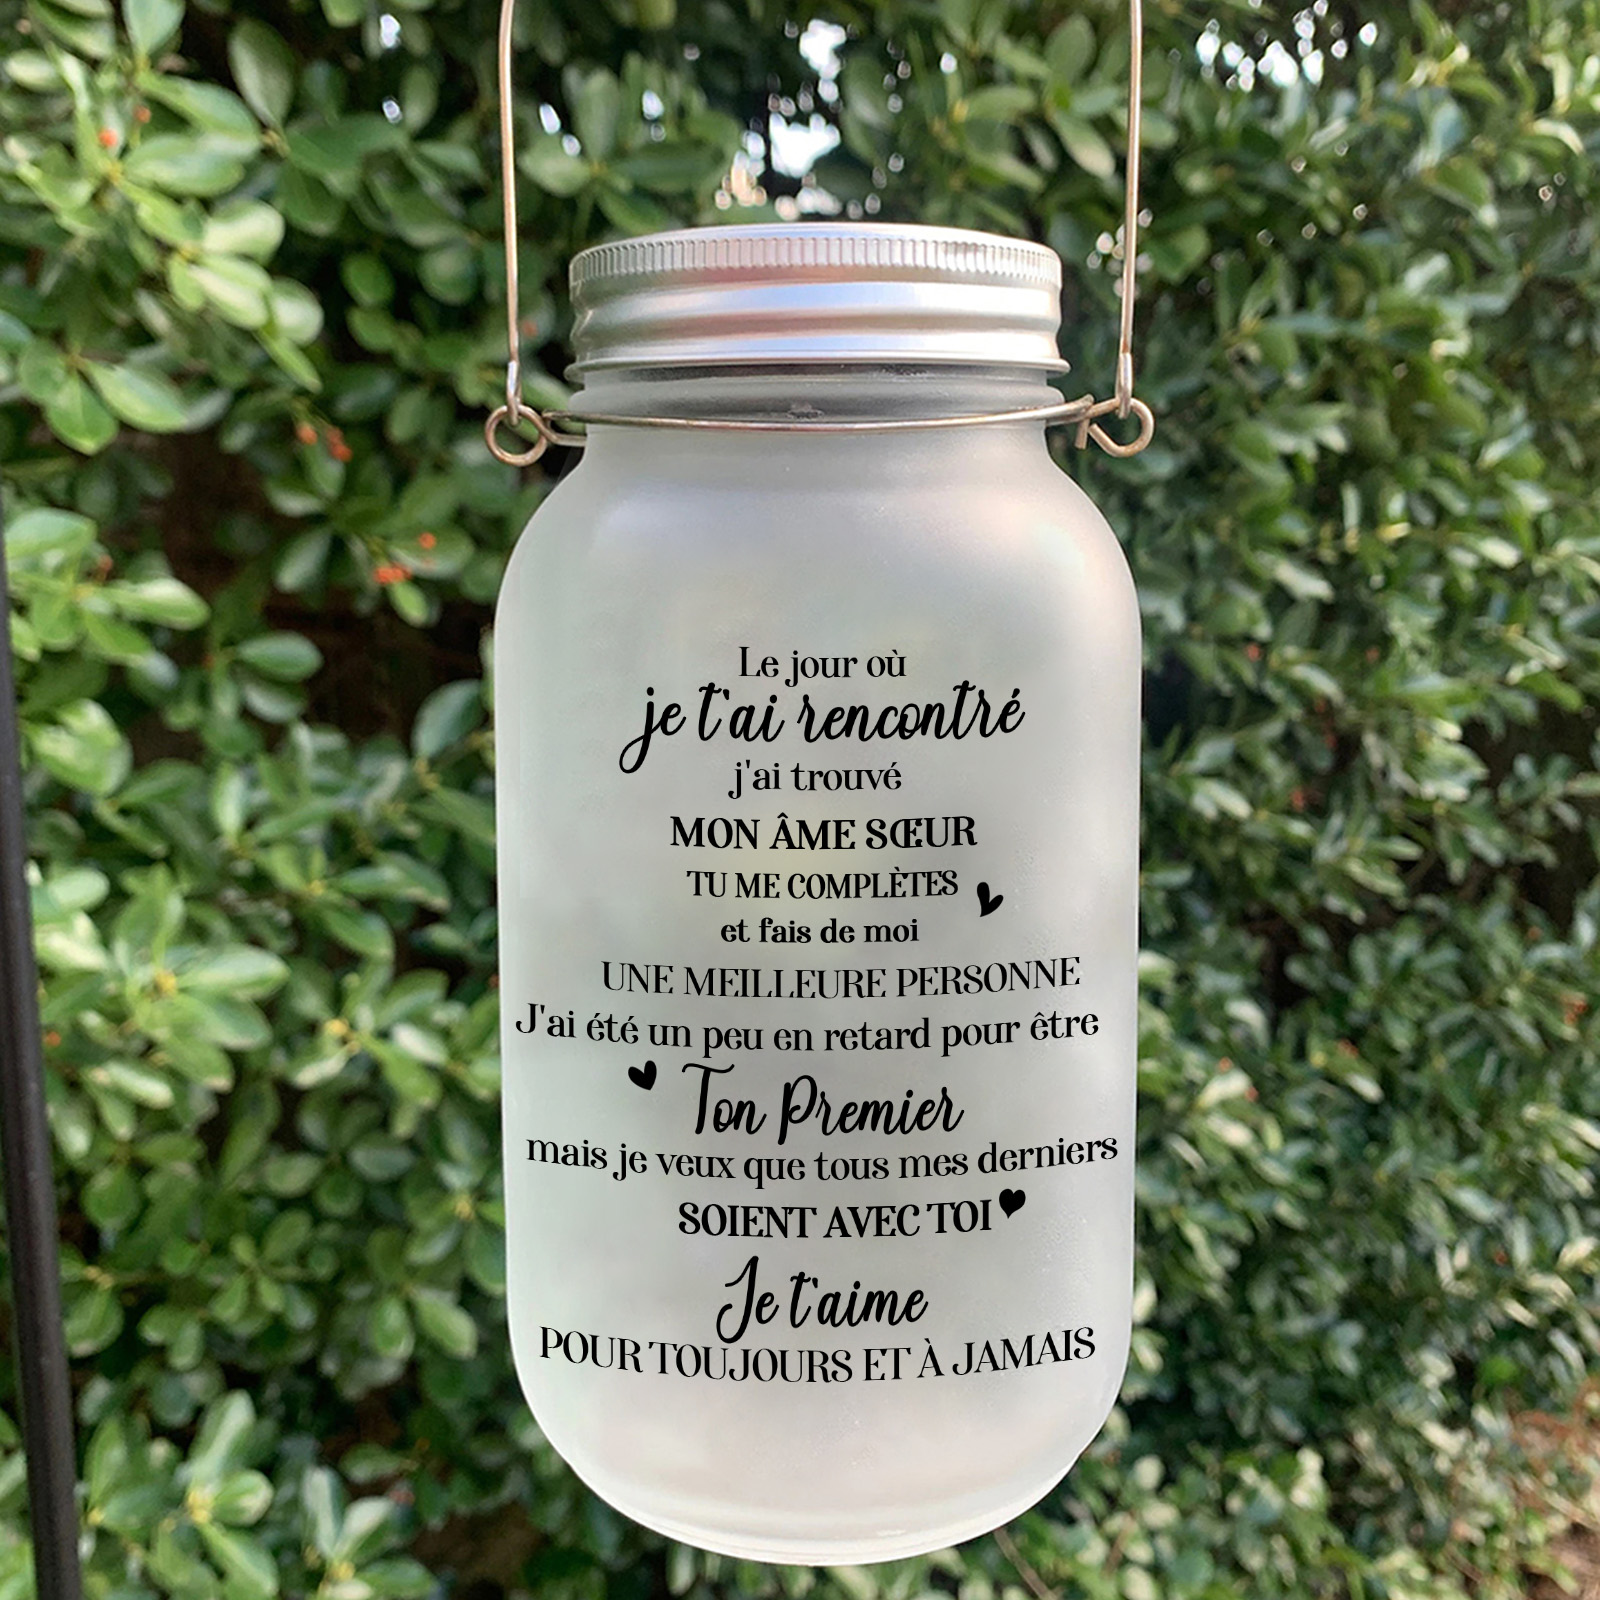 Le jour où
je t'ai rencontré
j'ai trouvé
MON ÂME SŒUR
TU ME COMPLÈTES
et fais de moi
UNE MEILLEURE PERSONNE
J'ai été un peu en retard pour être
Ton Premier
mais je veux que tous mes derniers
SOIENT AVEC TOI
Je t'aime
POUR TOUJOURS ET À JAMAIS